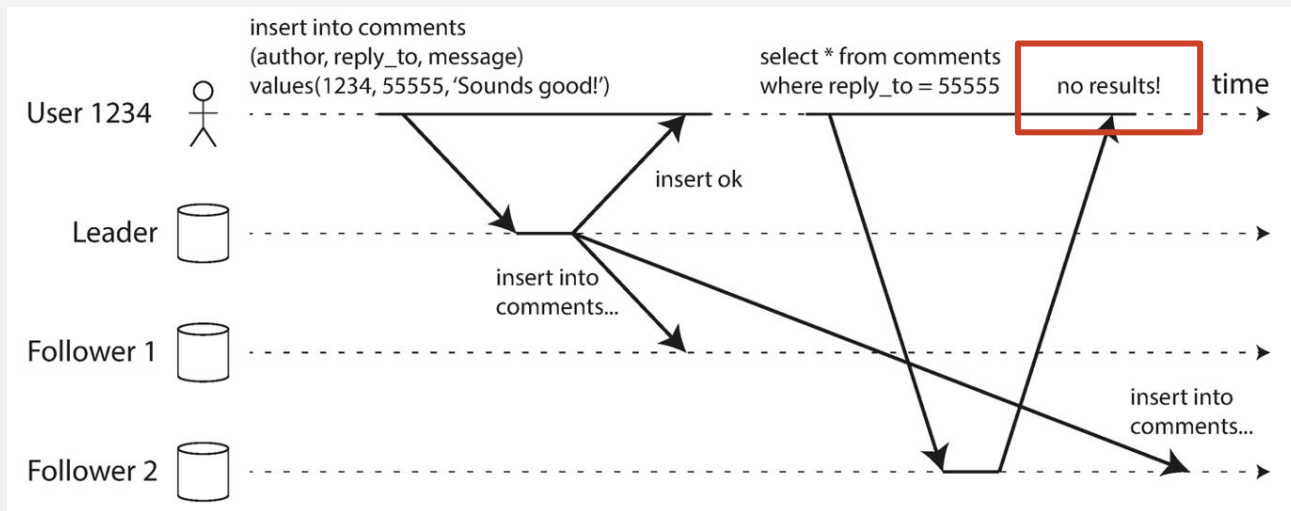 insert into comments
(author, reply_to, message)
values(1234, 55555, ‘Sounds good!’)
select * from comments
where reply_to = 55555
no results!
time
User 1234
insert ok
Leader
insert into
comments...
Follower 1
insert into
comments...
Follower 2